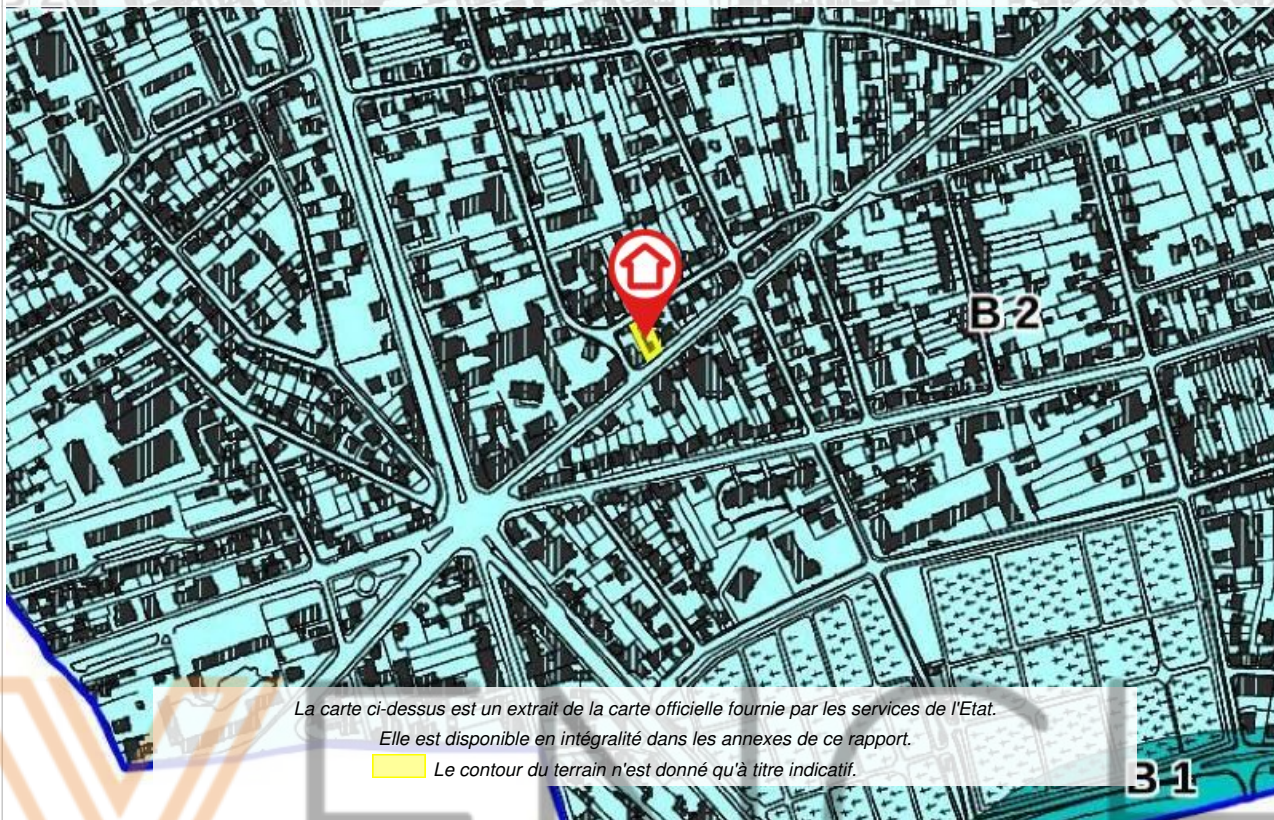 B 2
La carte ci-dessus est un extrait de la carte officielle fournie par les services de l'Etat.
Elle est disponible en intégralité dans les annexes de ce rapport.
Le contour du terrain n'est donné qu'à titre indicatif.
B 1